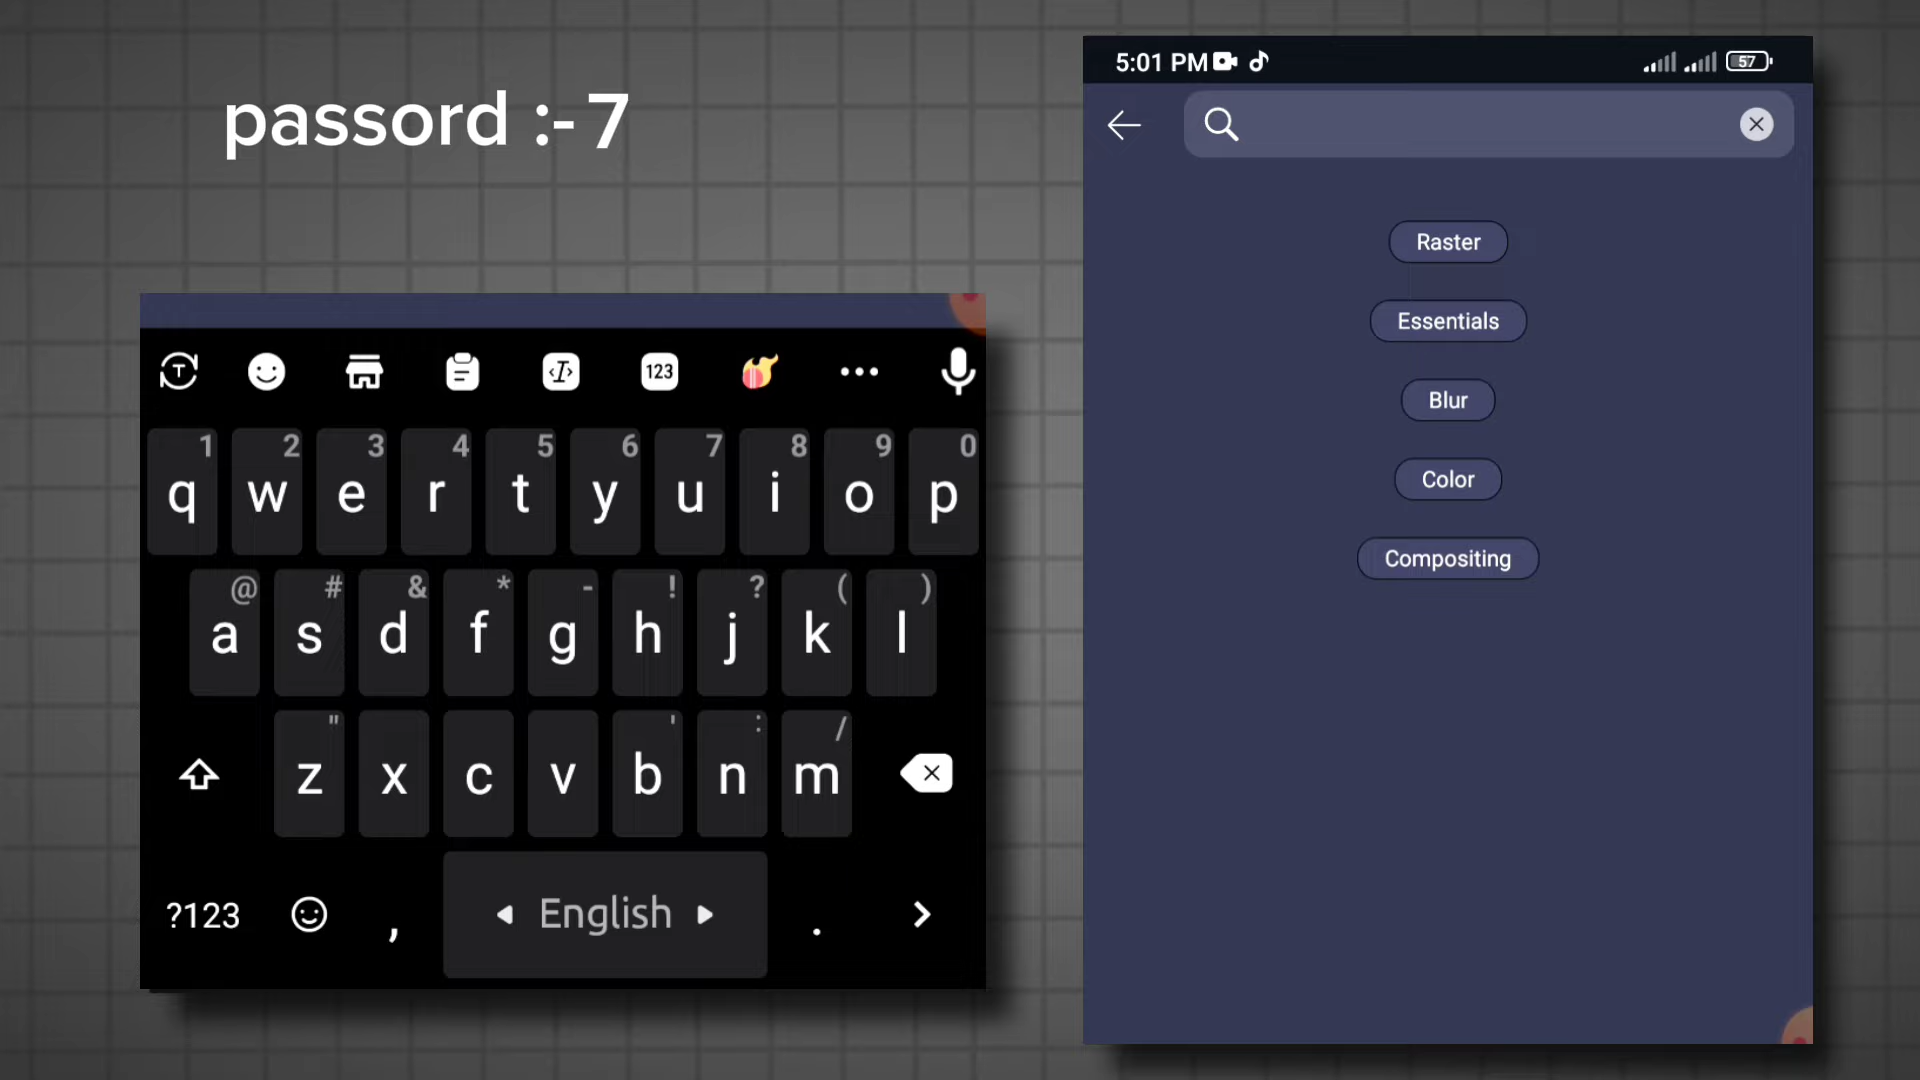 passord :- 7
5:01 PM
57
Raster
Essentials
Blur
Color
Compositing
123
1 2 3 4 5 6 7 8 9 0
q w e r t y u i o p
@ # & * - ! ? ( )
a s d f g h j k l
" ' : /
z x c v b n m
?123 , English .